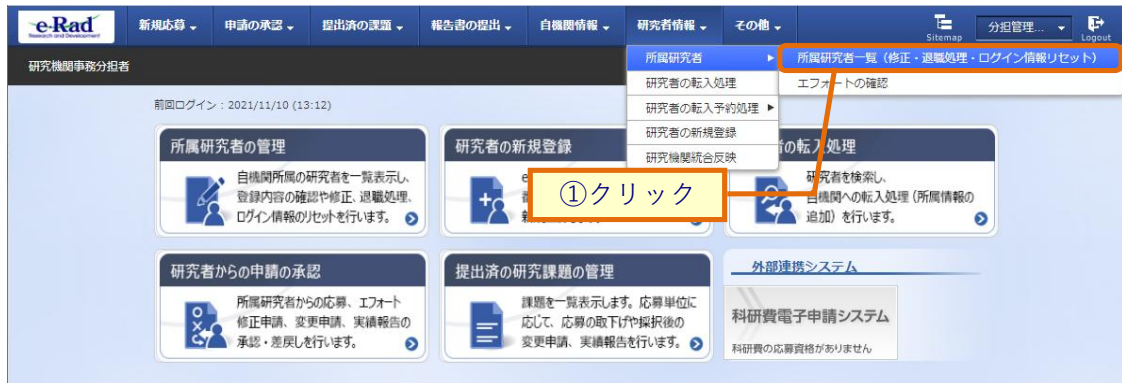 e-Rad
Research and Development
新規応募
申請の承認
提出済の課題
報告書の提出
自機関情報
研究者情報
その他
Sitemap
分担管理...
Logout
研究機関事務分担者
所属研究者
所属研究者一覧（修正・退職処理・ログイン情報リセット）
研究者の転入処理
エフォートの確認
研究者の転入予約処理
研究者の新規登録
研究機関統合反映
前回ログイン：2021/11/10 (13:12)
所属研究者の管理
自機関所属の研究者を一覧表示し、
登録内容の確認や修正、退職処理、
ログイン情報のリセットを行います。
研究者の新規登録
①クリック
の転入処理
研究者を検索し、
自機関への転入処理（所属情報の
追加）を行います。
研究者からの申請の承認
所属研究者からの応募、エフォート
修正申請、変更申請、実績報告の
承認・差戻しを行います。
提出済の研究課題の管理
課題を一覧表示します。応募単位に
応じて、応募の取下げや採択後の
変更申請、実績報告を行います。
外部連携システム
科研費電子申請システム
科研費の応募資格がありません